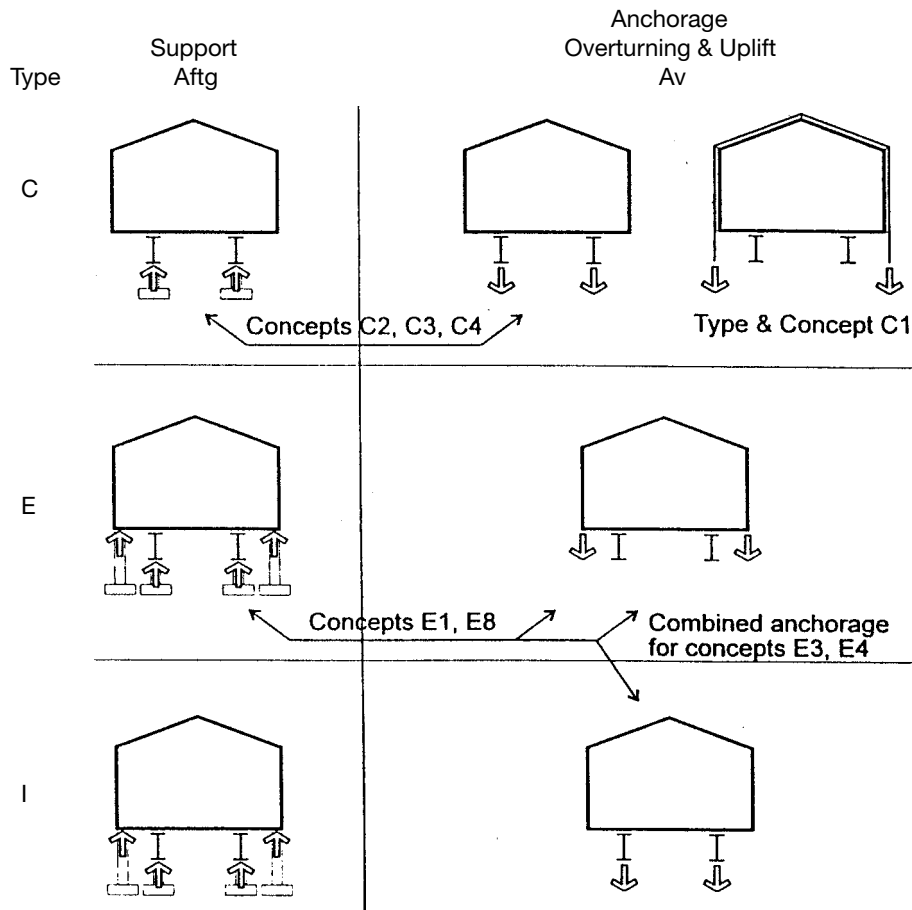 Type
Support
Aftg
Anchorage
Overturning & Uplift
Av
C
Concepts C2, C3, C4
Type & Concept C1
E
Concepts E1, E8
Combined anchorage
for concepts E3, E4
I